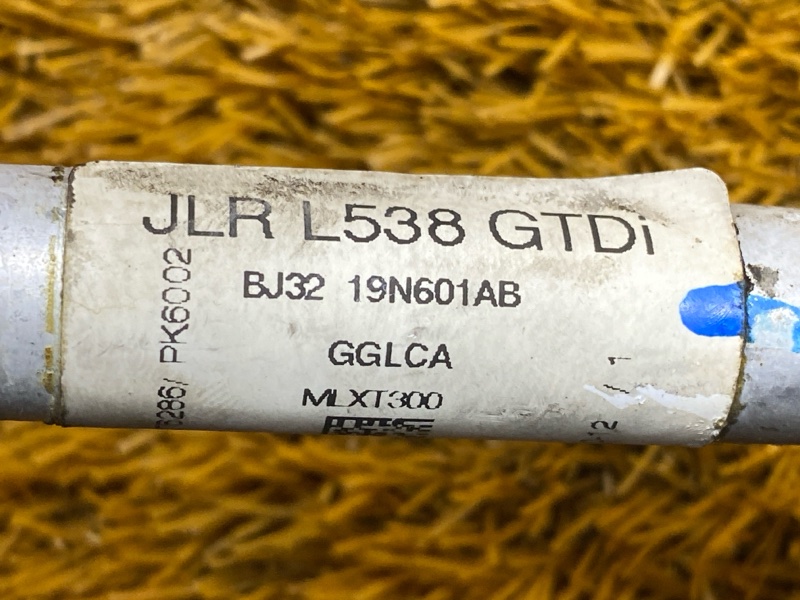 JLR L538 GTDi
BJ32 19N601AB
GGLCA
MLXT300
PK6002